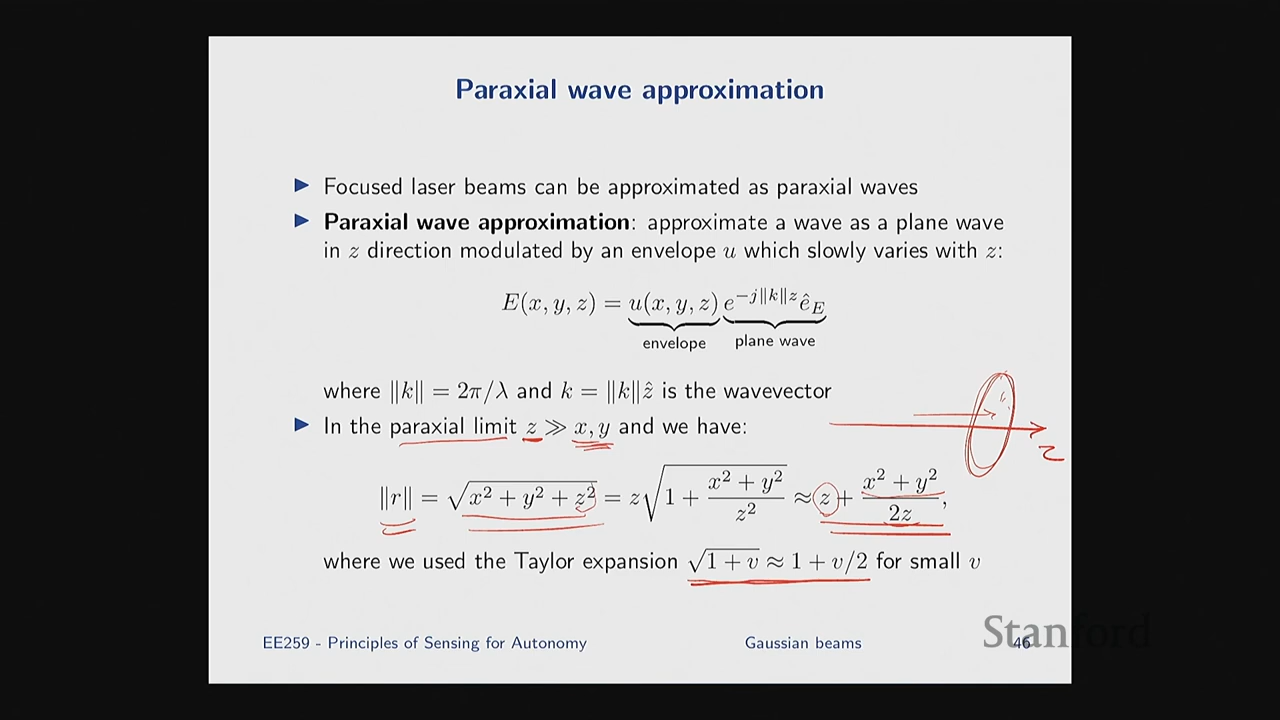 Paraxial wave approximation
▶ Focused laser beams can be approximated as paraxial waves
▶ Paraxial wave approximation: approximate a wave as a plane wave
in z direction modulated by an envelope u which slowly varies with z:
E(x, y, z) = u(x, y, z) e^{-j‖k‖z} ê_E
envelope plane wave
where ‖k‖ = 2π/λ and k = ‖k‖ẑ is the wavevector
▶ In the paraxial limit z ≫ x, y and we have:
z
‖r‖ = √(x² + y² + z²) = z√(1 + (x² + y²)/z²) ≈ z + (x² + y²)/2z,
where we used the Taylor expansion √(1 + v) ≈ 1 + v/2 for small v
EE259 - Principles of Sensing for Autonomy Gaussian beams 46
Stanford